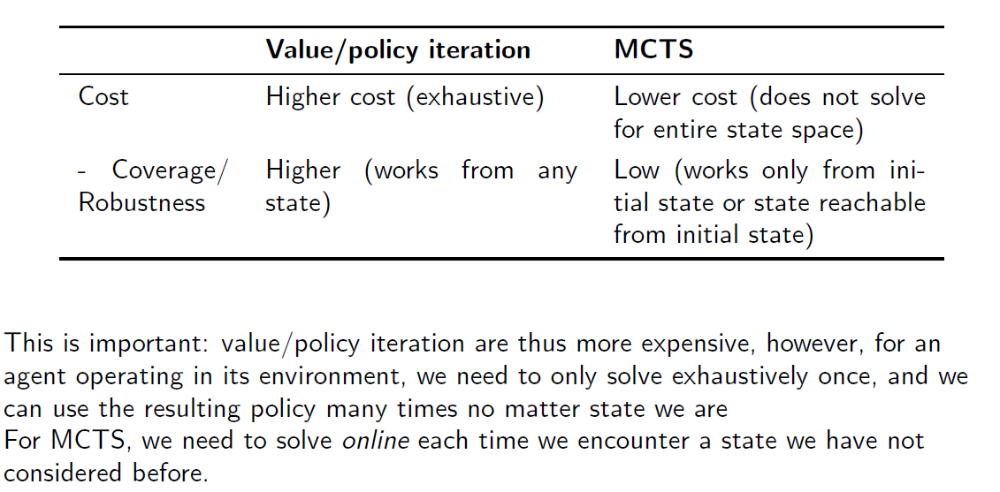 Value/policy iteration MCTS
Cost Higher cost (exhaustive) Lower cost (does not solve
for entire state space)
- Coverage/ Higher (works from any Low (works only from ini-
Robustness state) tial state or state reachable
from initial state)
This is important: value/policy iteration are thus more expensive, however, for an
agent operating in its environment, we need to only solve exhaustively once, and we
can use the resulting policy many times no matter state we are
For MCTS, we need to solve online each time we encounter a state we have not
considered before.